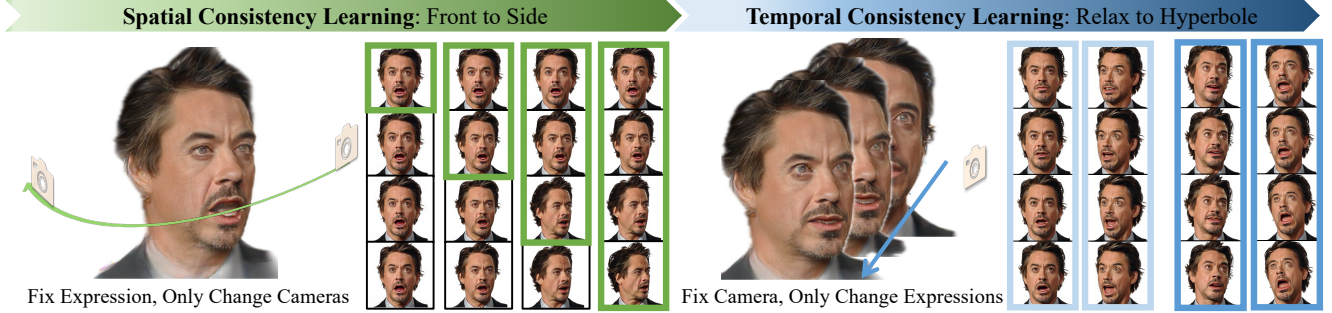 Spatial Consistency Learning: Front to Side
Temporal Consistency Learning: Relax to Hyperbole
Fix Expression, Only Change Cameras
Fix Camera, Only Change Expressions